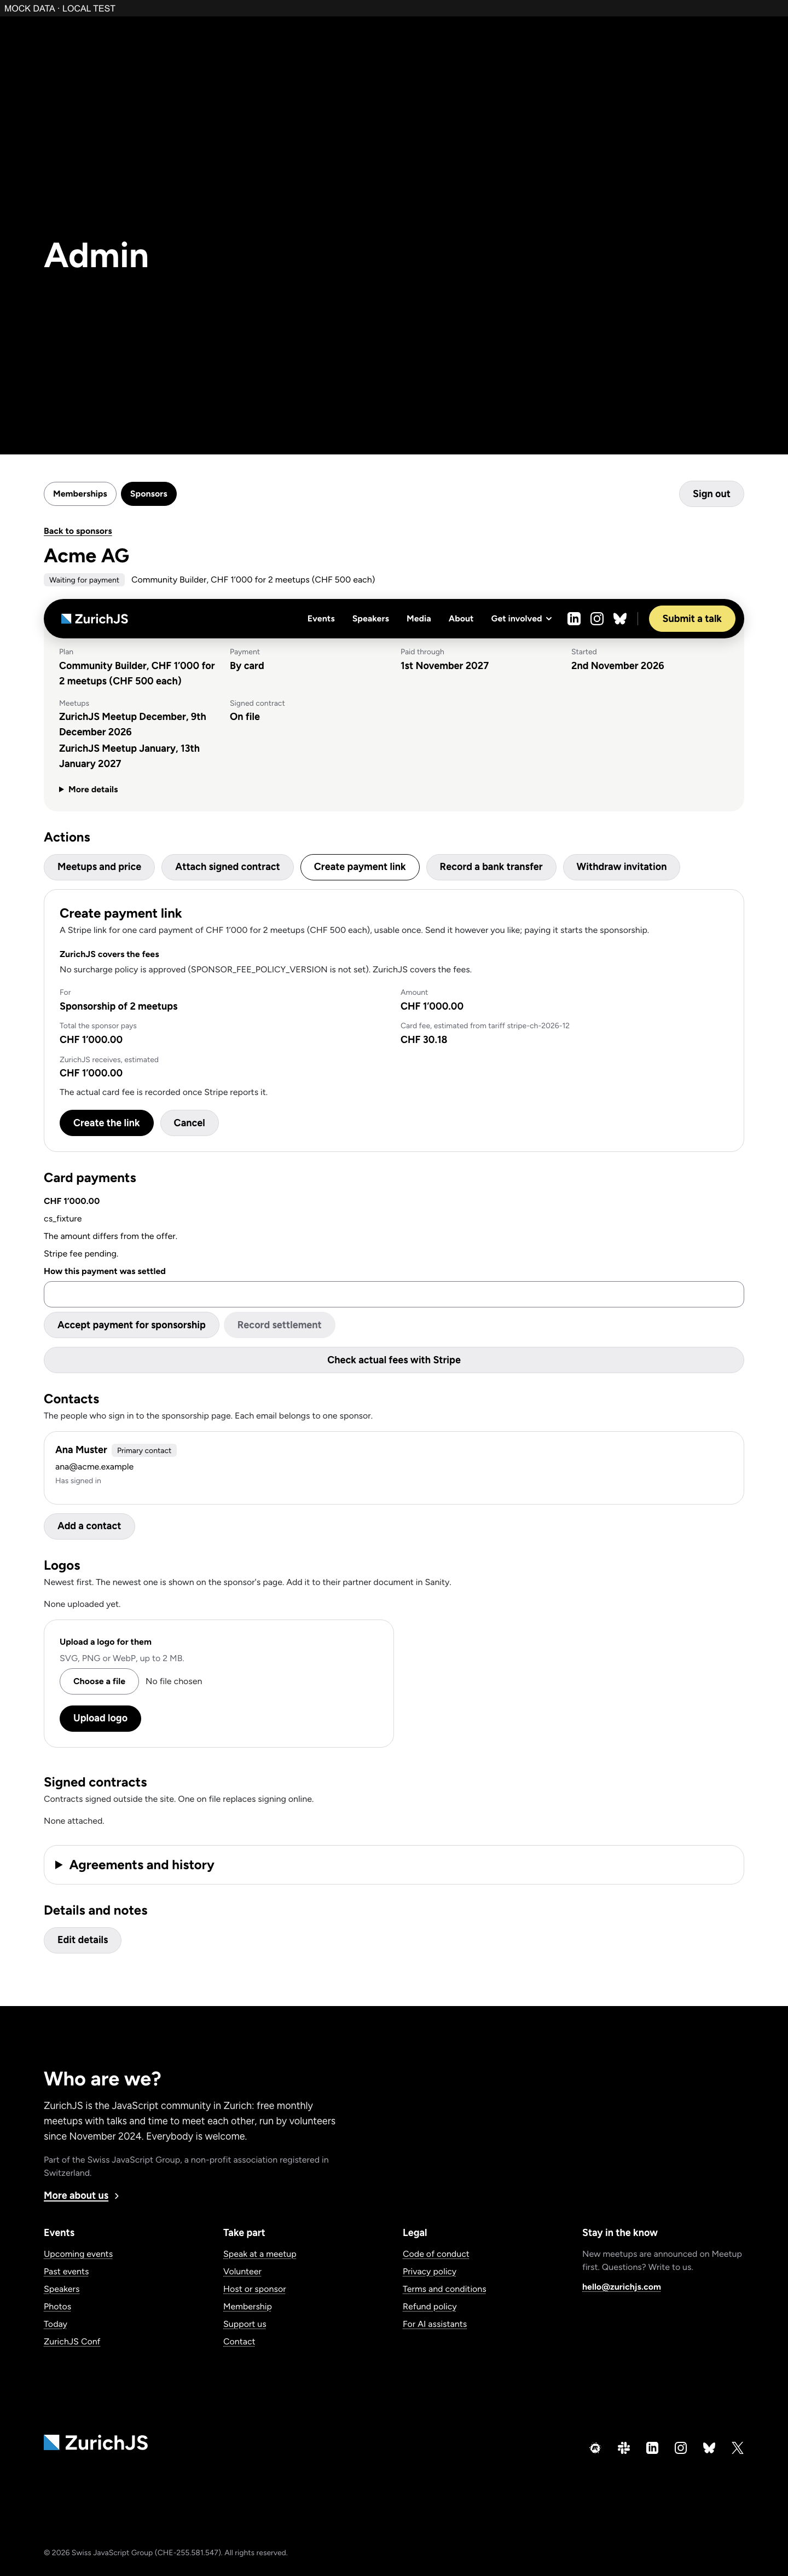 MOCK DATA · LOCAL TEST
Admin
Memberships
Sponsors
Sign out
Back to sponsors
Acme AG
Waiting for payment
Community Builder, CHF 1’000 for 2 meetups (CHF 500 each)
ZurichJS
Events
Speakers
Media
About
Get involved
Submit a talk
Plan
Community Builder, CHF 1’000 for
2 meetups (CHF 500 each)
Payment
By card
Paid through
1st November 2027
Started
2nd November 2026
Meetups
ZurichJS Meetup December, 9th
December 2026
ZurichJS Meetup January, 13th
January 2027
Signed contract
On file
More details
Actions
Meetups and price
Attach signed contract
Create payment link
Record a bank transfer
Withdraw invitation
Create payment link
A Stripe link for one card payment of CHF 1’000 for 2 meetups (CHF 500 each), usable once. Send it however you like; paying it starts the sponsorship.
ZurichJS covers the fees
No surcharge policy is approved (SPONSOR_FEE_POLICY_VERSION is not set). ZurichJS covers the fees.
For
Sponsorship of 2 meetups
Amount
CHF 1’000.00
Total the sponsor pays
CHF 1’000.00
Card fee, estimated from tariff stripe-ch-2026-12
CHF 30.18
ZurichJS receives, estimated
CHF 1’000.00
The actual card fee is recorded once Stripe reports it.
Create the link
Cancel
Card payments
CHF 1’000.00
cs_fixture
The amount differs from the offer.
Stripe fee pending.
How this payment was settled
Accept payment for sponsorship
Record settlement
Check actual fees with Stripe
Contacts
The people who sign in to the sponsorship page. Each email belongs to one sponsor.
Ana Muster
Primary contact
ana@acme.example
Has signed in
Add a contact
Logos
Newest first. The newest one is shown on the sponsor's page. Add it to their partner document in Sanity.
None uploaded yet.
Upload a logo for them
SVG, PNG or WebP, up to 2 MB.
Choose a file
No file chosen
Upload logo
Signed contracts
Contracts signed outside the site. One on file replaces signing online.
None attached.
Agreements and history
Details and notes
Edit details
Who are we?
ZurichJS is the JavaScript community in Zurich: free monthly
meetups with talks and time to meet each other, run by volunteers
since November 2024. Everybody is welcome.
Part of the Swiss JavaScript Group, a non-profit association registered in
Switzerland.
More about us
Events
Upcoming events
Past events
Speakers
Photos
Today
ZurichJS Conf
Take part
Speak at a meetup
Volunteer
Host or sponsor
Membership
Support us
Contact
Legal
Code of conduct
Privacy policy
Terms and conditions
Refund policy
For AI assistants
Stay in the know
New meetups are announced on Meetup
first. Questions? Write to us.
hello@zurichjs.com
ZurichJS
© 2026 Swiss JavaScript Group (CHE-255.581.547). All rights reserved.